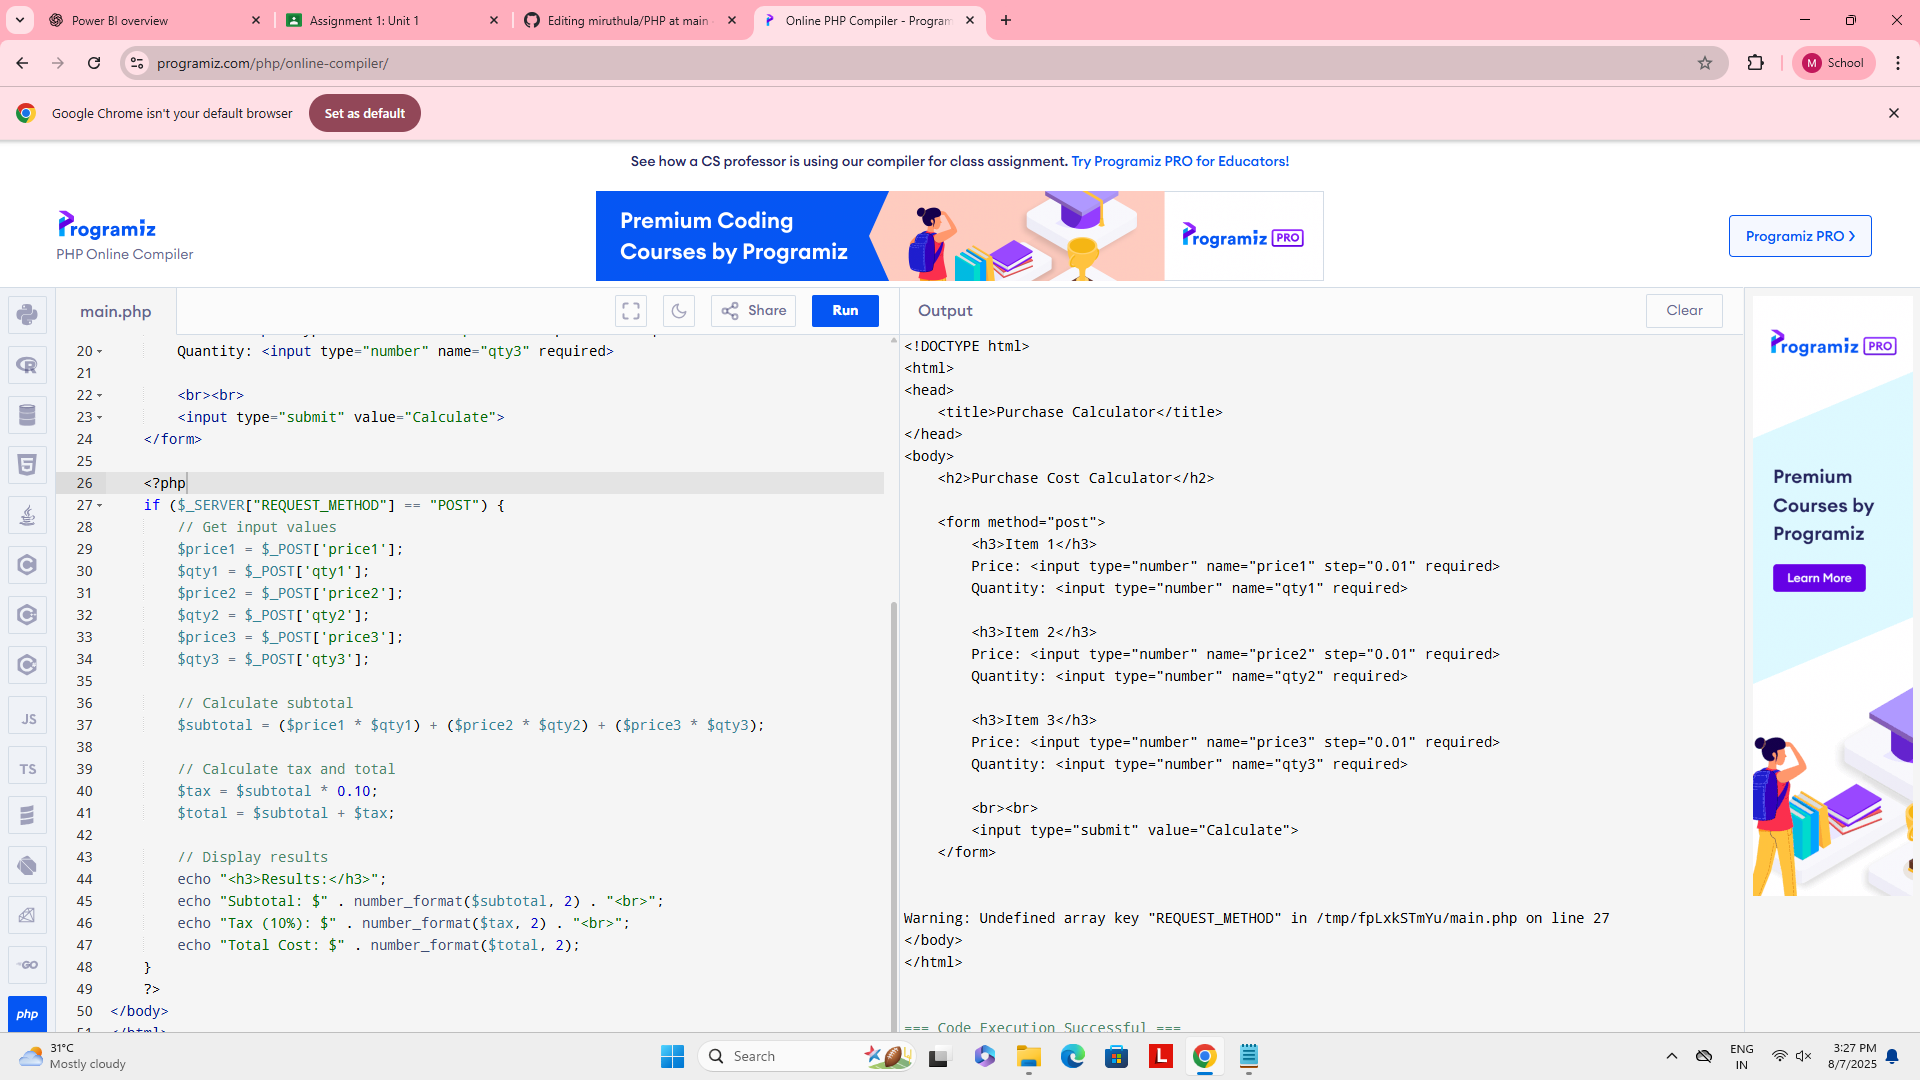 Power BI overview
Assignment 1: Unit 1
Editing miruthula/PHP at main
Online PHP Compiler - Program
programiz.com/php/online-compiler/
M School
Google Chrome isn't your default browser
Set as default
See how a CS professor is using our compiler for class assignment. Try Programiz PRO for Educators!
Programiz
PHP Online Compiler
Premium Coding
Courses by Programiz
Programiz PRO
Programiz PRO
main.php
Share
Run
20 Quantity: <input type="number" name="qty3" required>
21
22 <br><br>
23 <input type="submit" value="Calculate">
24 </form>
25
26 <?php
27 if ($_SERVER["REQUEST_METHOD"] == "POST") {
28 // Get input values
29 $price1 = $_POST['price1'];
30 $qty1 = $_POST['qty1'];
31 $price2 = $_POST['price2'];
32 $qty2 = $_POST['qty2'];
33 $price3 = $_POST['price3'];
34 $qty3 = $_POST['qty3'];
35
36 // Calculate subtotal
37 $subtotal = ($price1 * $qty1) + ($price2 * $qty2) + ($price3 * $qty3);
38
39 // Calculate tax and total
40 $tax = $subtotal * 0.10;
41 $total = $subtotal + $tax;
42
43 // Display results
44 echo "<h3>Results:</h3>";
45 echo "Subtotal: $" . number_format($subtotal, 2) . "<br>";
46 echo "Tax (10%): $" . number_format($tax, 2) . "<br>";
47 echo "Total Cost: $" . number_format($total, 2);
48 }
49 ?>
50 </body>
51 </html>
JS
TS
GO
php
Output
Clear
<!DOCTYPE html>
<html>
<head>
<title>Purchase Calculator</title>
</head>
<body>
<h2>Purchase Cost Calculator</h2>
<form method="post">
<h3>Item 1</h3>
Price: <input type="number" name="price1" step="0.01" required>
Quantity: <input type="number" name="qty1" required>
<h3>Item 2</h3>
Price: <input type="number" name="price2" step="0.01" required>
Quantity: <input type="number" name="qty2" required>
<h3>Item 3</h3>
Price: <input type="number" name="price3" step="0.01" required>
Quantity: <input type="number" name="qty3" required>
<br><br>
<input type="submit" value="Calculate">
</form>
Warning: Undefined array key "REQUEST_METHOD" in /tmp/fpLxkSTmYu/main.php on line 27
</body>
</html>
=== Code Execution Successful ===
Programiz PRO
Premium
Courses by
Programiz
Learn More
31°C
Mostly cloudy
Search
L
ENG
IN
3:27 PM
8/7/2025